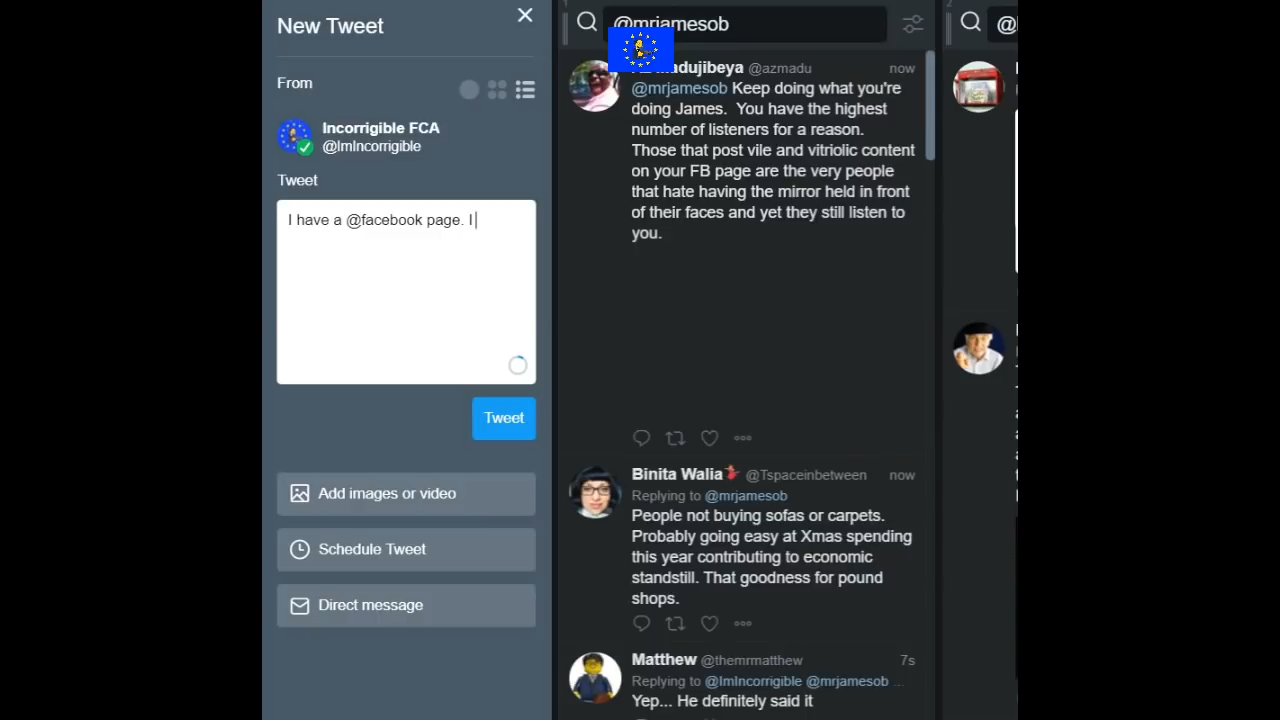 New Tweet
From
Incorrigible FCA
@ImIncorrigible
Tweet
I have a @facebook page. I
Tweet
Add images or video
Schedule Tweet
Direct message
1
@mrjamesob
adujibeya @azmadu now
@mrjamesob Keep doing what you're
doing James. You have the highest
number of listeners for a reason.
Those that post vile and vitriolic content
on your FB page are the very people
that hate having the mirror held in front
of their faces and yet they still listen to
you.
Binita Walia @Tspaceinbetween now
Replying to @mrjamesob
People not buying sofas or carpets.
Probably going easy at Xmas spending
this year contributing to economic
standstill. That goodness for pound
shops.
Matthew @themrmatthew 7s
Replying to @ImIncorrigible @mrjamesob ...
Yep... He definitely said it
2